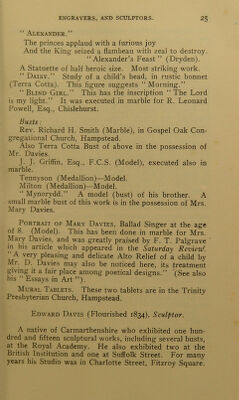 ENGRAVERS, AND SCULPTORS. 25
" ALEXANDER."
The princes applaud with a furious joy
And the King seized a flambeau with zeal to destroy.
" Alexander's Feast " (Dryden).
A Statuette of half heroic size. Most striking work.
" DAISY." Study of a child's head, in rustic bonnet
(Terra Cotta). This figure suggests " Morning."
" BLIND GIRL." This has the inscription " The Lord
is my light." It was executed in marble for R. Leonard
Powell, Esq., Chislehurst.
Busts :
Rev. Richard H. Smith (Marble), in Gospel Oak Con-
gregational Church, Hampstead.
Also Terra Cotta Bust of above in the possession of
Mr. Davies.
J. J. Griffin, Esq., F.C.S. (Model), executed also in
marble.
Tennyson (Medallion)—Model.
Milton (Medallion)—Model.
" Mynorydd." A model (bust) of his brother. A
small marble bust of this work is in the possession of Mrs.
Mary Davies.
PORTRAIT OF MARY DAVIES, Ballad Singer at the age
of 8. (Model). This has been done in marble for Mrs.
Mary Davies, and was greatly praised by F. T. Palgrave
in his article which appeared in the Saturday Review.
" A very pleasing and delicate Alto Relief of a child by
Mr. D. Davies may also be noticed here, its treatment
giving it a fair place among poetical designs." (See also
his " Essays in Art ").
MURAL TABLETS. These two tablets are in the Trinity
Presbyterian Church, Hampstead.
EDWARD DAVIS (Flourished 1834), Sculptor.
A native of Carmarthenshire who exhibited one hun-
dred and fifteen sculptural works, including several busts,
at the Royal Academy. He also exhibited two at the
British Institution and one at Suffolk Street. For many
years his Studio was in Charlotte Street, Fitzroy Square.